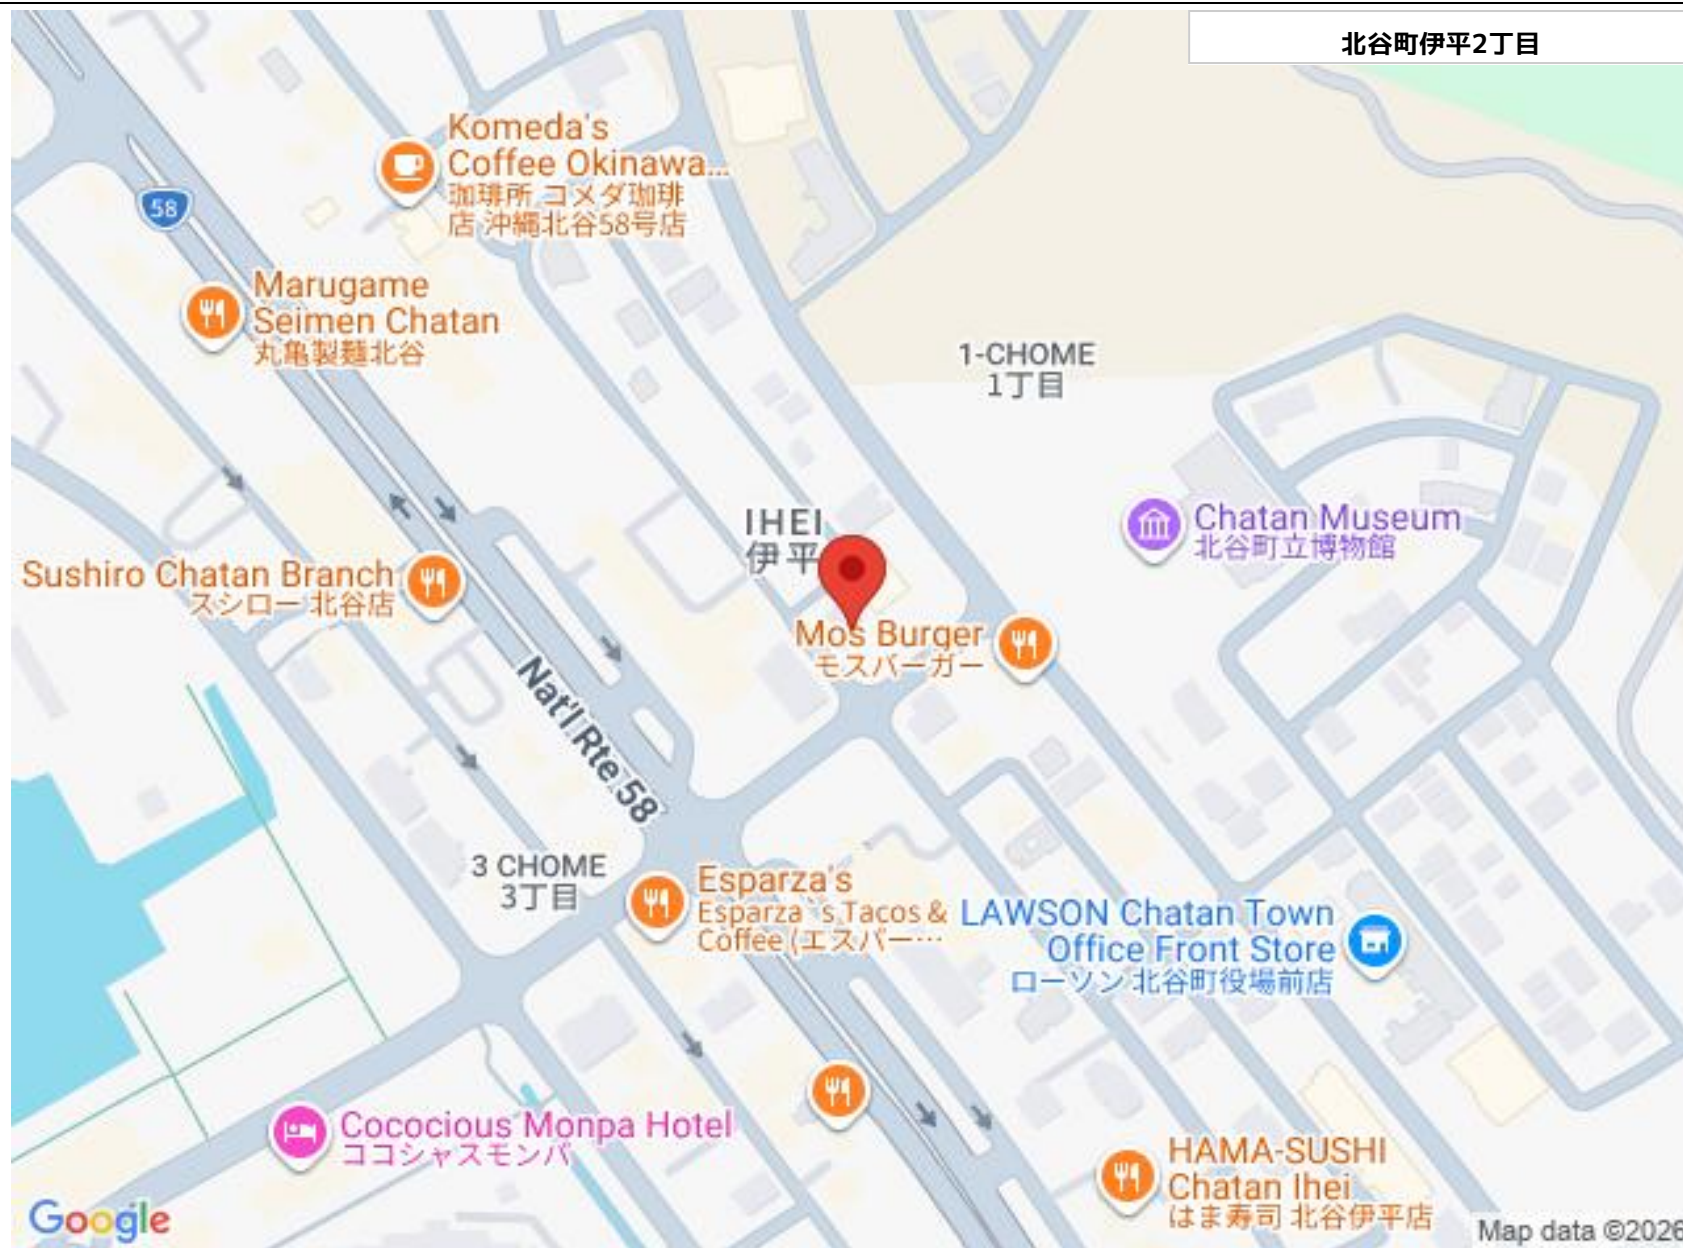 北谷町伊平2丁目
Komeda's
Coffee Okinawa...
珈琲所 コメダ珈琲
店 沖縄北谷58号店
58
Marugame
Seimen Chatan
丸亀製麺北谷
1-CHOME
1丁目
IHEI
伊平
Chatan Museum
北谷町立博物館
Sushiro Chatan Branch
スシロー 北谷店
Mos Burger
モスバーガー
Nat'l Rte 58
3 CHOME
3丁目
Esparza's
Esparza's Tacos &
Coffee (エスパー…
LAWSON Chatan Town
Office Front Store
ローソン 北谷町役場前店
Cococious Monpa Hotel
ココシャスモンパ
HAMA-SUSHI
Chatan Ihei
はま寿司 北谷伊平店
Google
Map data ©2026